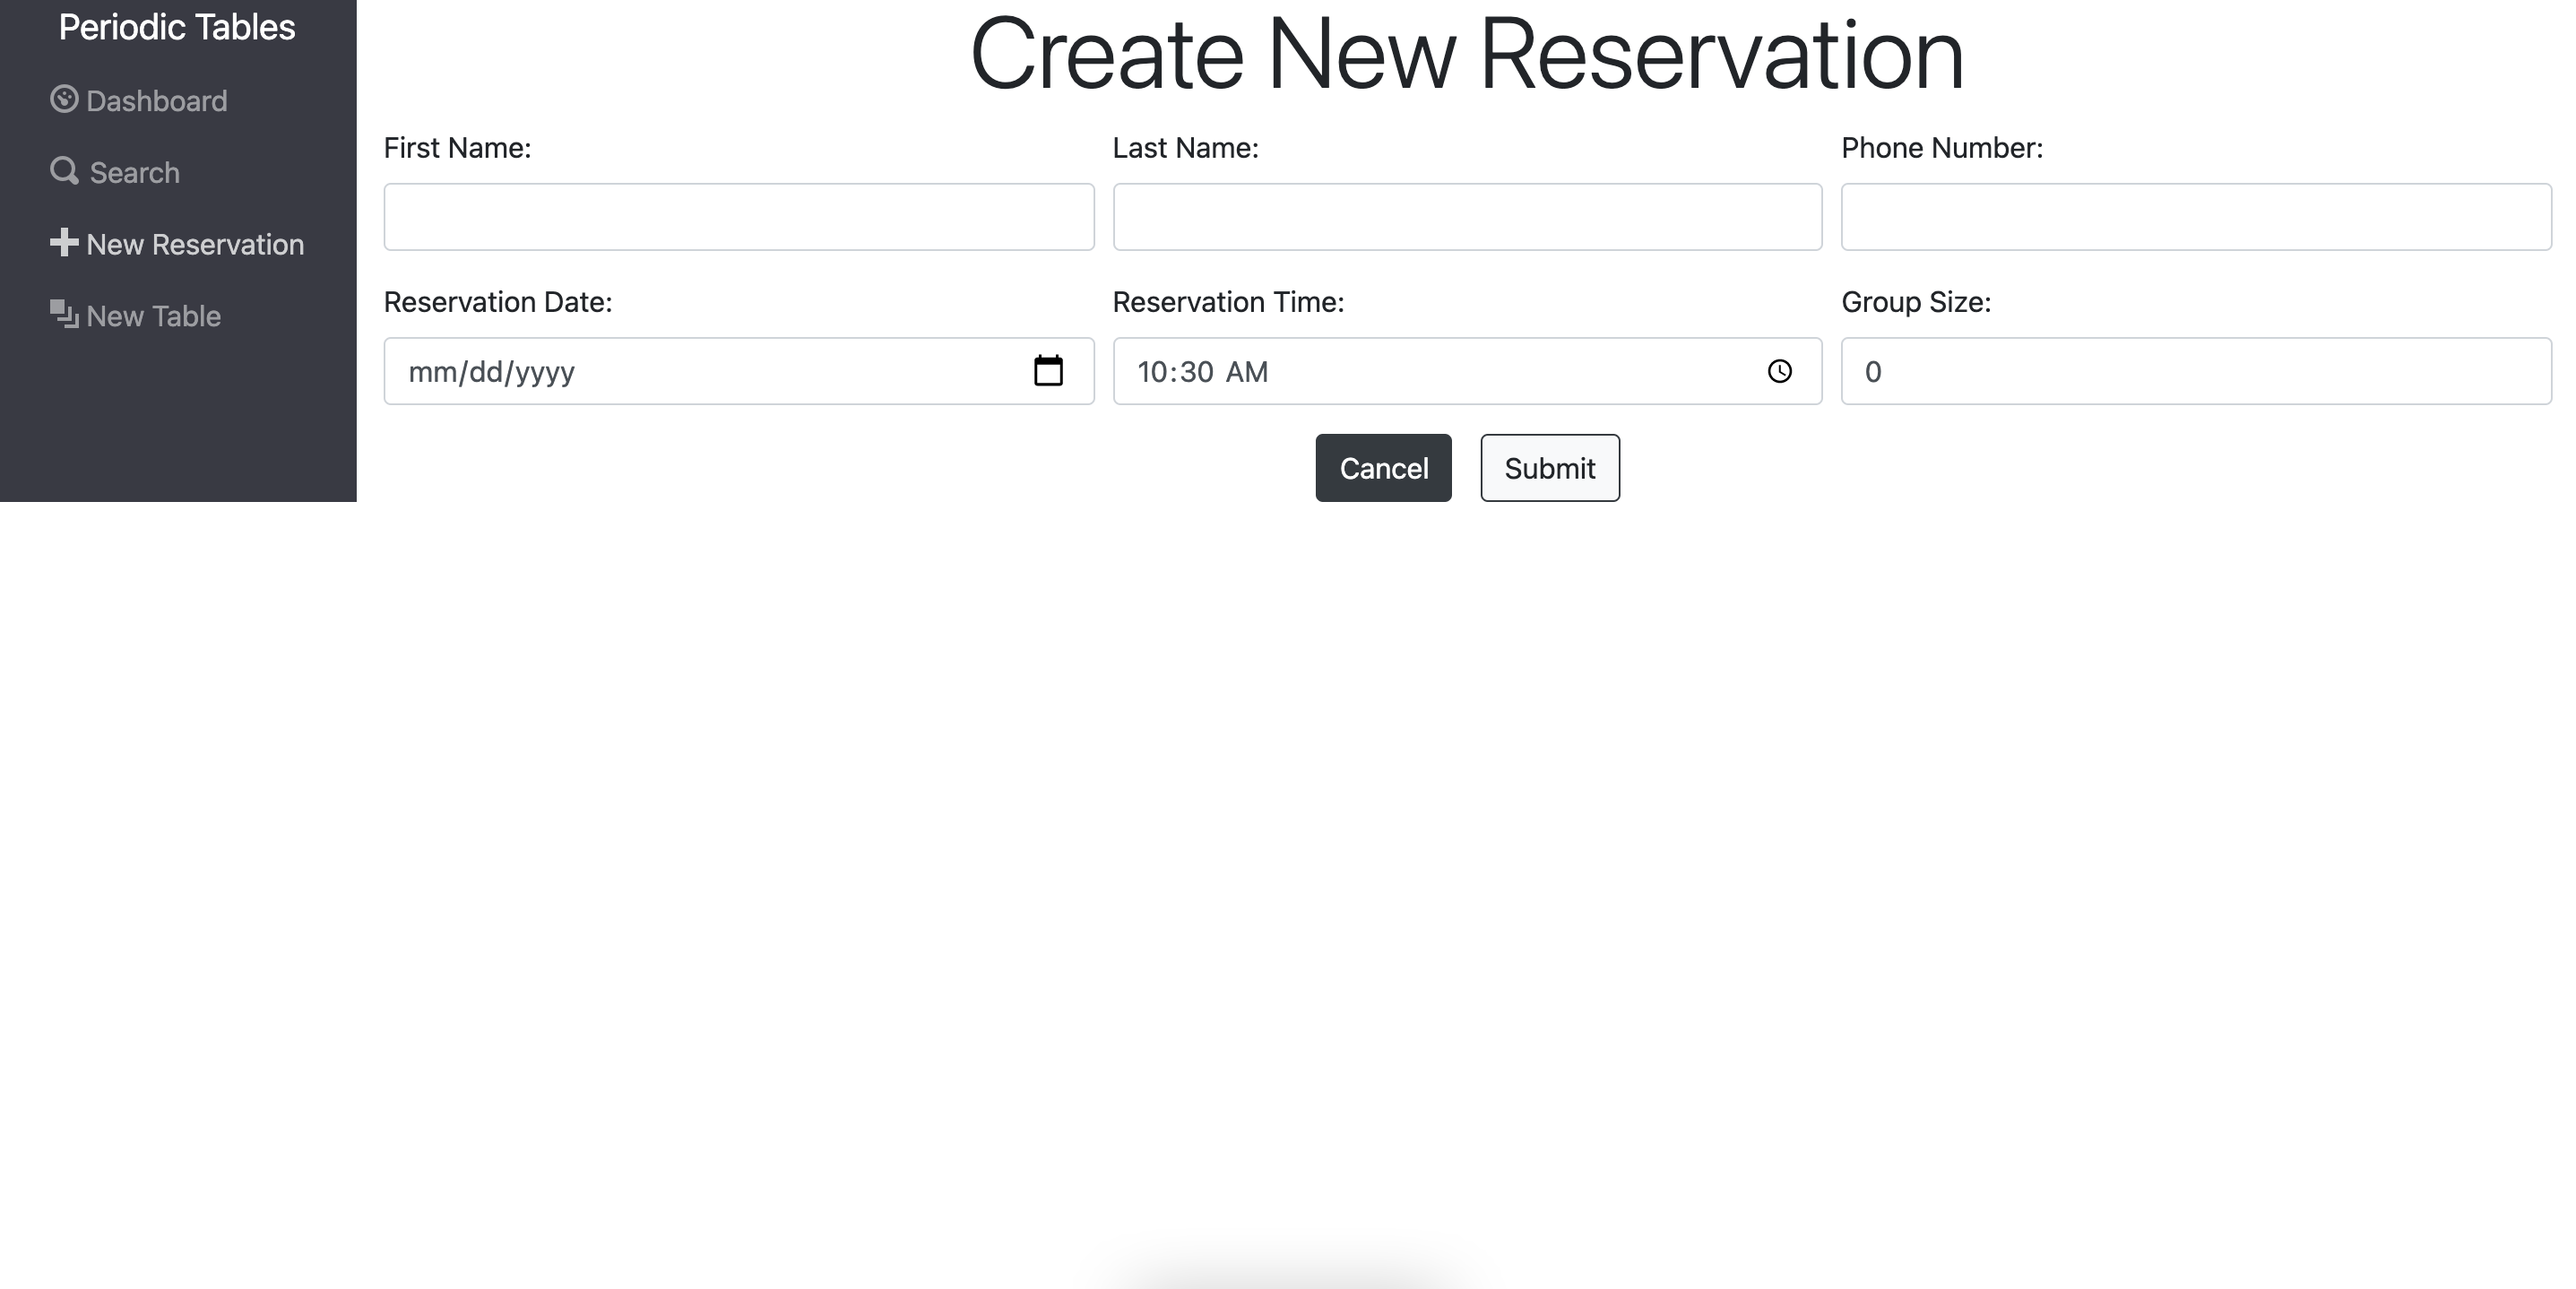 Periodic Tables
Dashboard
Search
New Reservation
New Table
Create New Reservation
First Name:
Last Name:
Phone Number:
Reservation Date:
Reservation Time:
Group Size:
mm/dd/yyyy
10:30 AM
0
Cancel
Submit